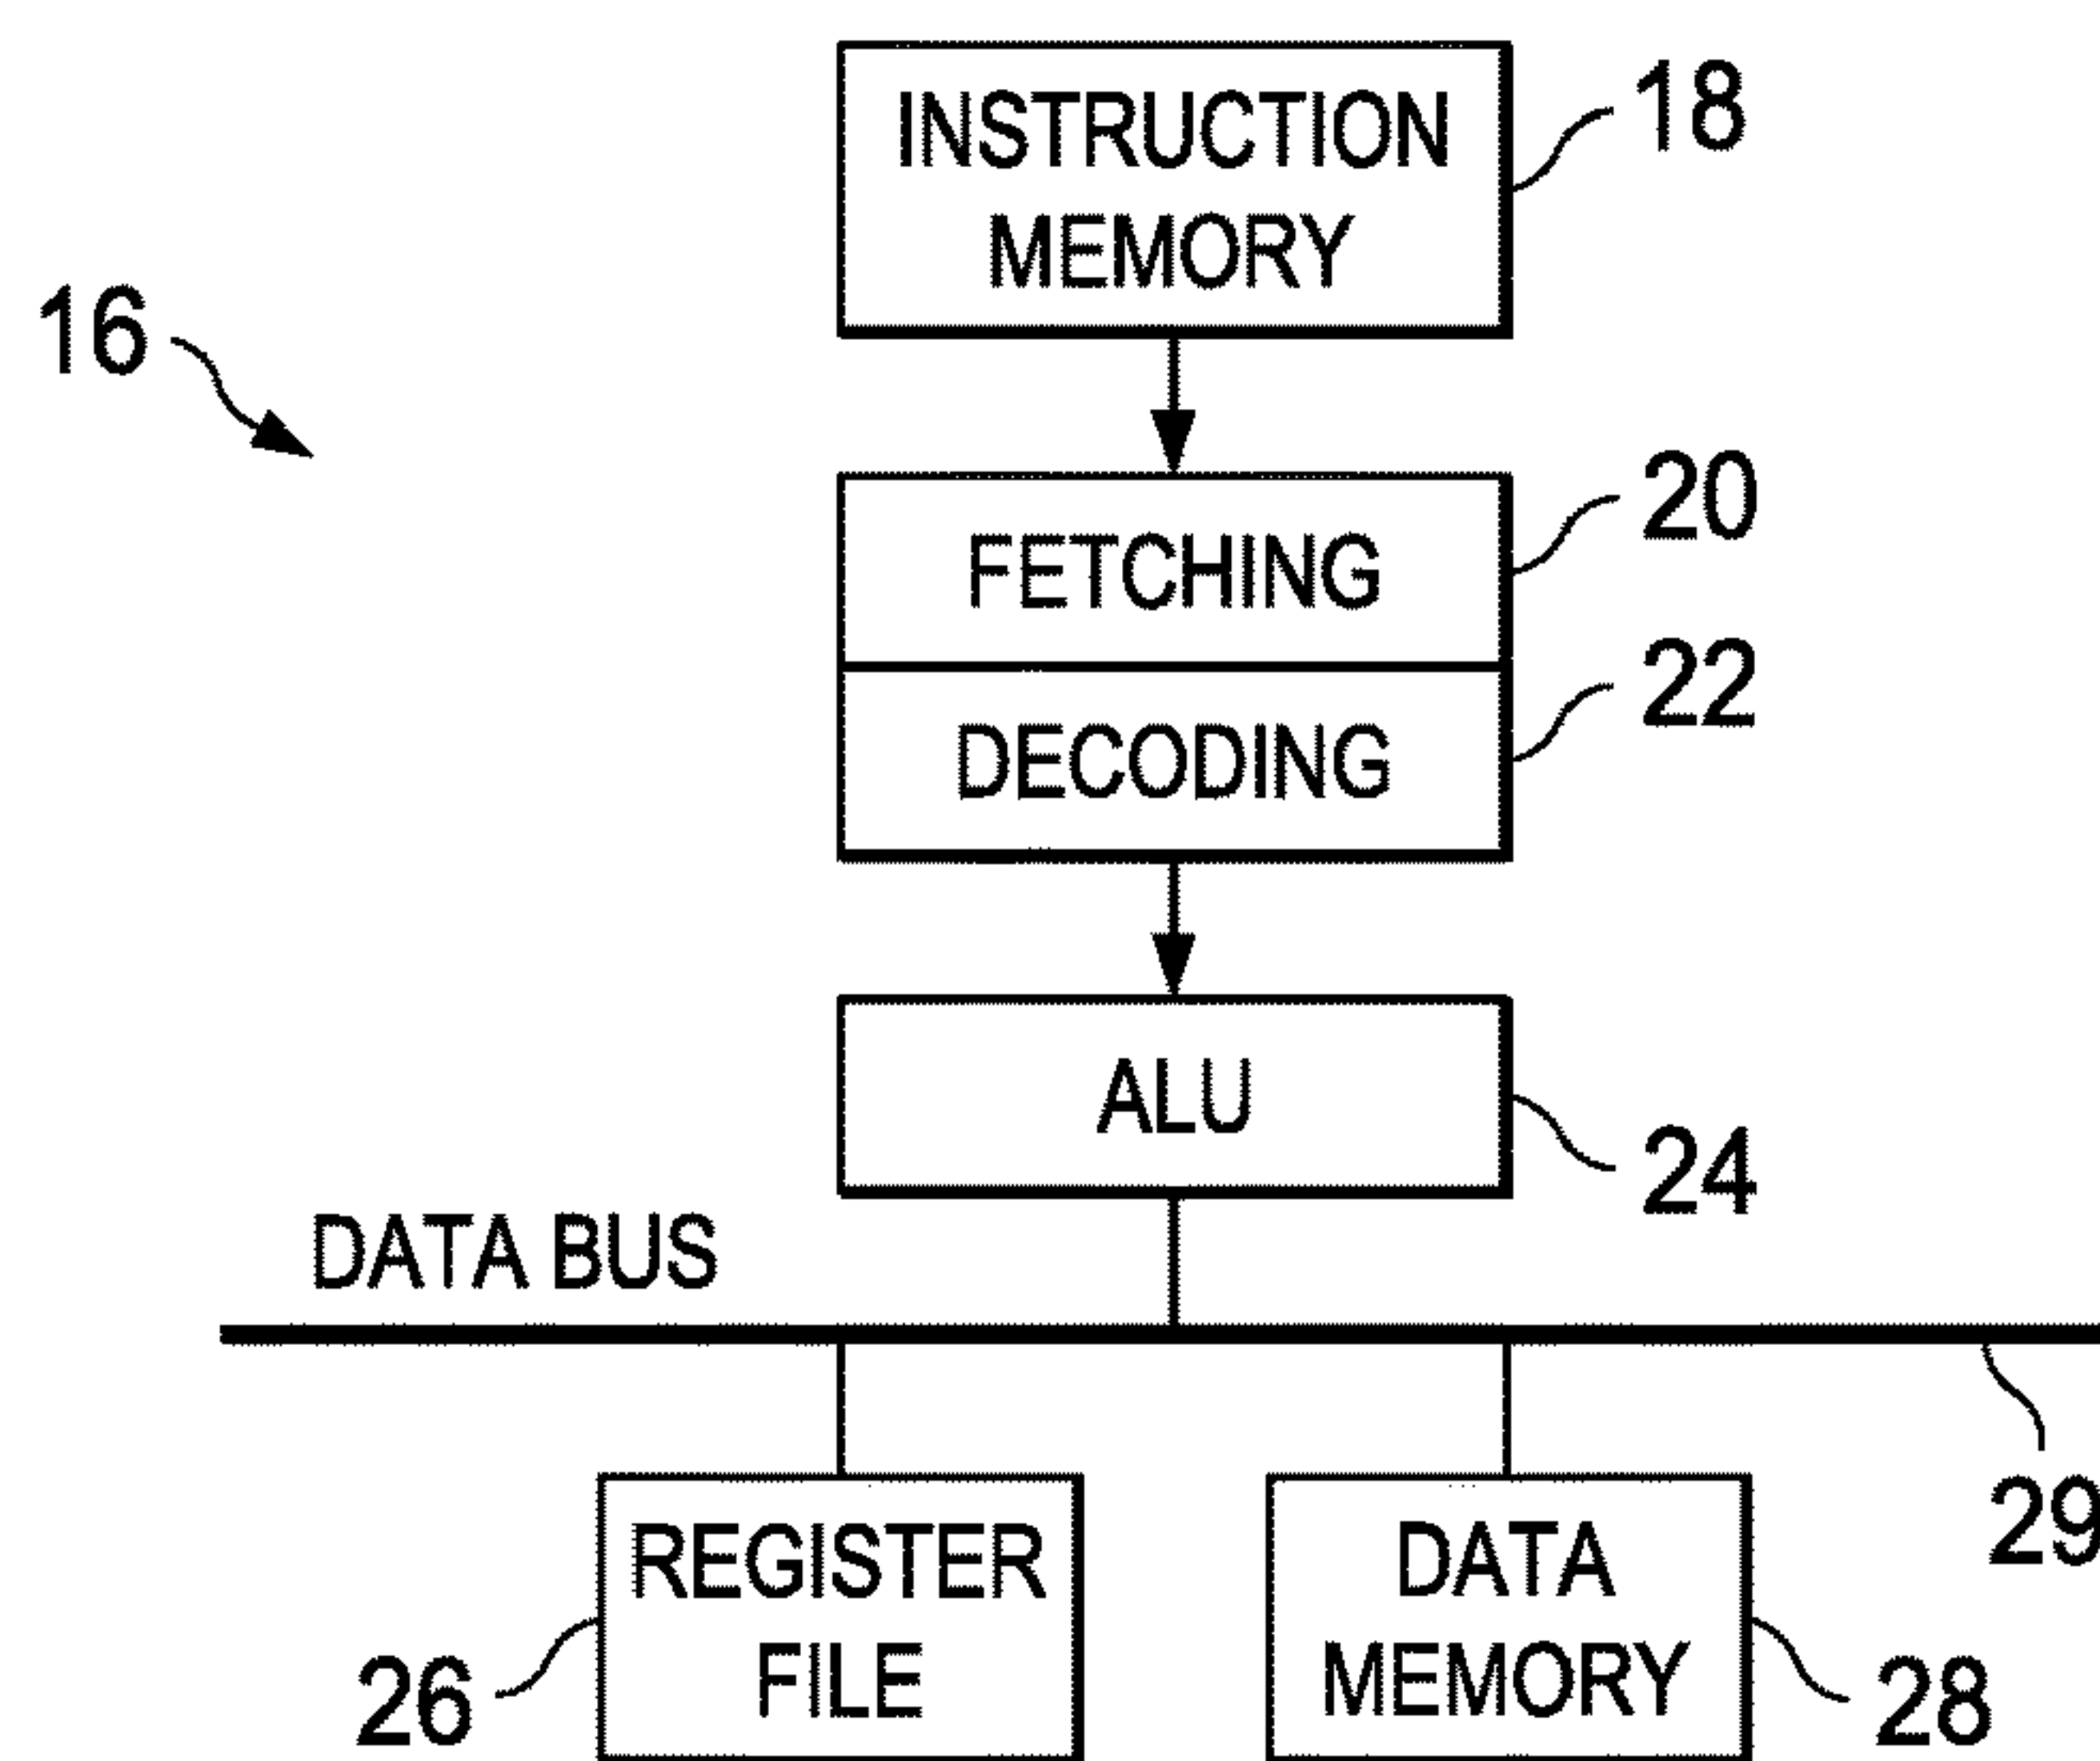 INSTRUCTION
MEMORY
18
16
FETCHING
20
DECODING
22
ALU
24
DATA BUS
29
REGISTER
FILE
26
DATA
MEMORY
28